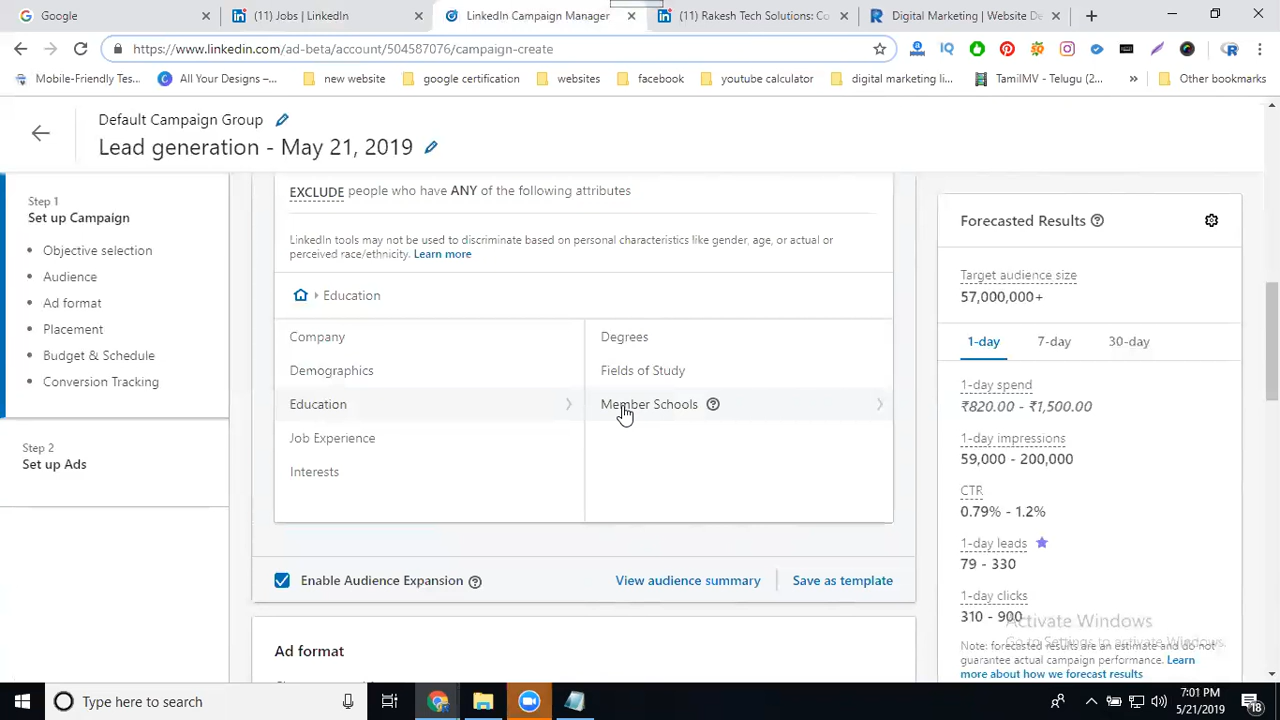 Google
(11) Jobs | LinkedIn
LinkedIn Campaign Manager
(11) Rakesh Tech Solutions: Co
Digital Marketing | Website De
https://www.linkedin.com/ad-beta/account/504587076/campaign-create
Mobile-Friendly Tes...
All Your Designs –...
new website
google certification
websites
facebook
youtube calculator
digital marketing li...
TamilMV - Telugu (2...
Other bookmarks
Default Campaign Group
Lead generation - May 21, 2019
Step 1
Set up Campaign
Objective selection
Audience
Ad format
Placement
Budget & Schedule
Conversion Tracking
Step 2
Set up Ads
EXCLUDE people who have ANY of the following attributes
LinkedIn tools may not be used to discriminate based on personal characteristics like gender, age, or actual or
perceived race/ethnicity. Learn more
Education
Company
Demographics
Education
Job Experience
Interests
Degrees
Fields of Study
Member Schools
Enable Audience Expansion
View audience summary
Save as template
Ad format
Forecasted Results
Target audience size
57,000,000+
1-day 7-day 30-day
1-day spend
₹820.00 - ₹1,500.00
1-day impressions
59,000 - 200,000
CTR
0.79% - 1.2%
1-day leads
79 - 330
1-day clicks
310 - 900
Activate Windows
Go to Settings to activate Windows.
Note: forecasted results are an estimate and do not
guarantee actual campaign performance. Learn
more about how we forecast results
Type here to search
7:01 PM
5/21/2019
18